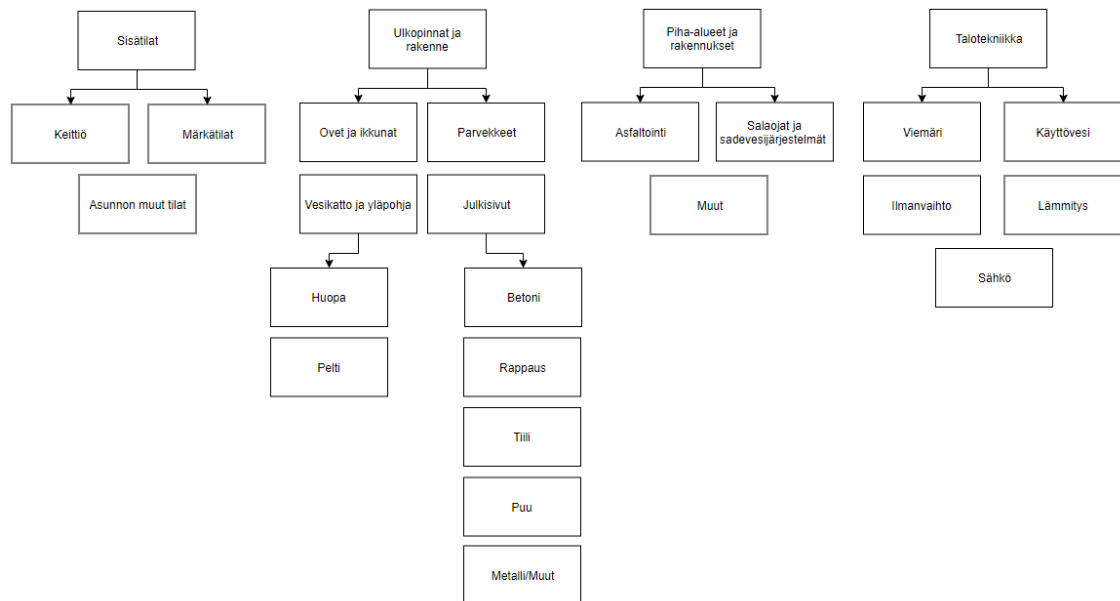 Sisätilat
Ulkopinnat ja
rakenne
Piha-alueet ja
rakennukset
Talotekniikka
Keittiö
Märkätilat
Ovet ja ikkunat
Parvekkeet
Asfaltointi
Salaojat ja
sadevesijärjestelmät
Viemäri
Käyttövesi
Asunnon muut tilat
Vesikatto ja yläpohja
Julkisivut
Muut
Ilmanvaihto
Lämmitys
Huopa
Betoni
Sähkö
Pelti
Rappaus
Tiili
Puu
Metalli/Muut